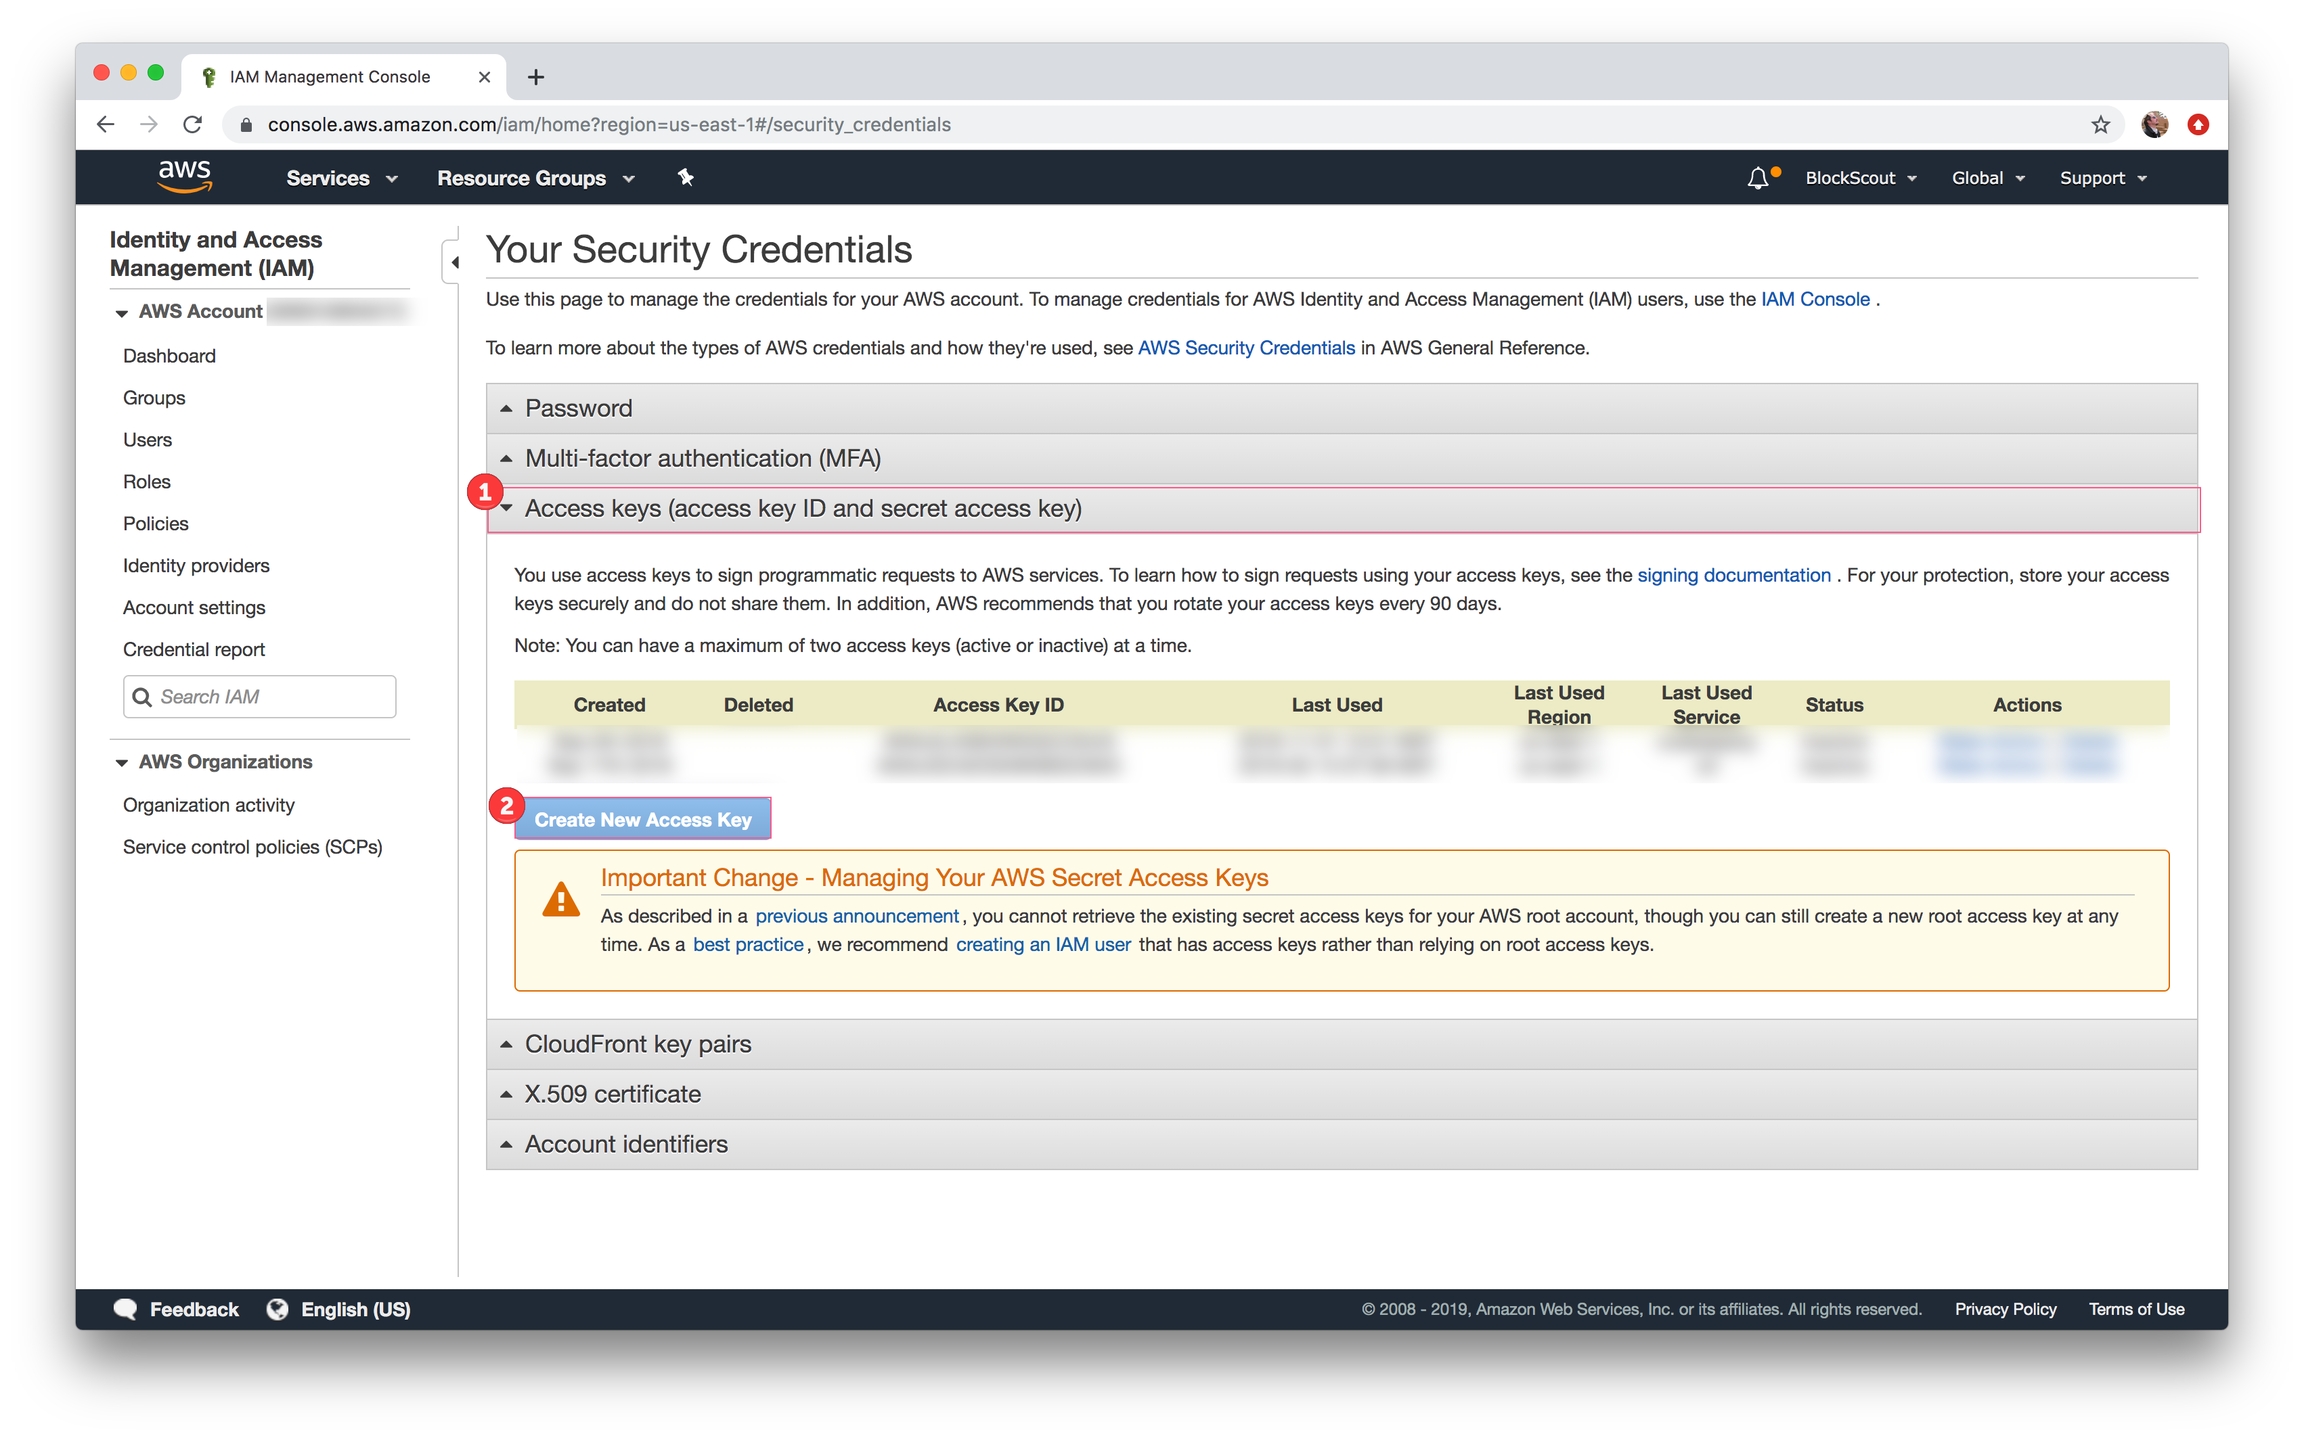 IAM Management Console
console.aws.amazon.com/iam/home?region=us-east-1#/security_credentials
aws
Services
Resource Groups
BlockScout
Global
Support
Identity and Access
Management (IAM)
AWS Account
Dashboard
Groups
Users
Roles
Policies
Identity providers
Account settings
Credential report
Search IAM
AWS Organizations
Organization activity
Service control policies (SCPs)
Your Security Credentials
Use this page to manage the credentials for your AWS account. To manage credentials for AWS Identity and Access Management (IAM) users, use the IAM Console .
To learn more about the types of AWS credentials and how they're used, see AWS Security Credentials in AWS General Reference.
Password
Multi-factor authentication (MFA)
1
Access keys (access key ID and secret access key)
You use access keys to sign programmatic requests to AWS services. To learn how to sign requests using your access keys, see the signing documentation . For your protection, store your access
keys securely and do not share them. In addition, AWS recommends that you rotate your access keys every 90 days.
Note: You can have a maximum of two access keys (active or inactive) at a time.
Created Deleted Access Key ID Last Used Last Used Region Last Used Service Status Actions
2
Create New Access Key
Important Change - Managing Your AWS Secret Access Keys
As described in a previous announcement, you cannot retrieve the existing secret access keys for your AWS root account, though you can still create a new root access key at any
time. As a best practice, we recommend creating an IAM user that has access keys rather than relying on root access keys.
CloudFront key pairs
X.509 certificate
Account identifiers
Feedback
English (US)
© 2008 - 2019, Amazon Web Services, Inc. or its affiliates. All rights reserved.
Privacy Policy
Terms of Use